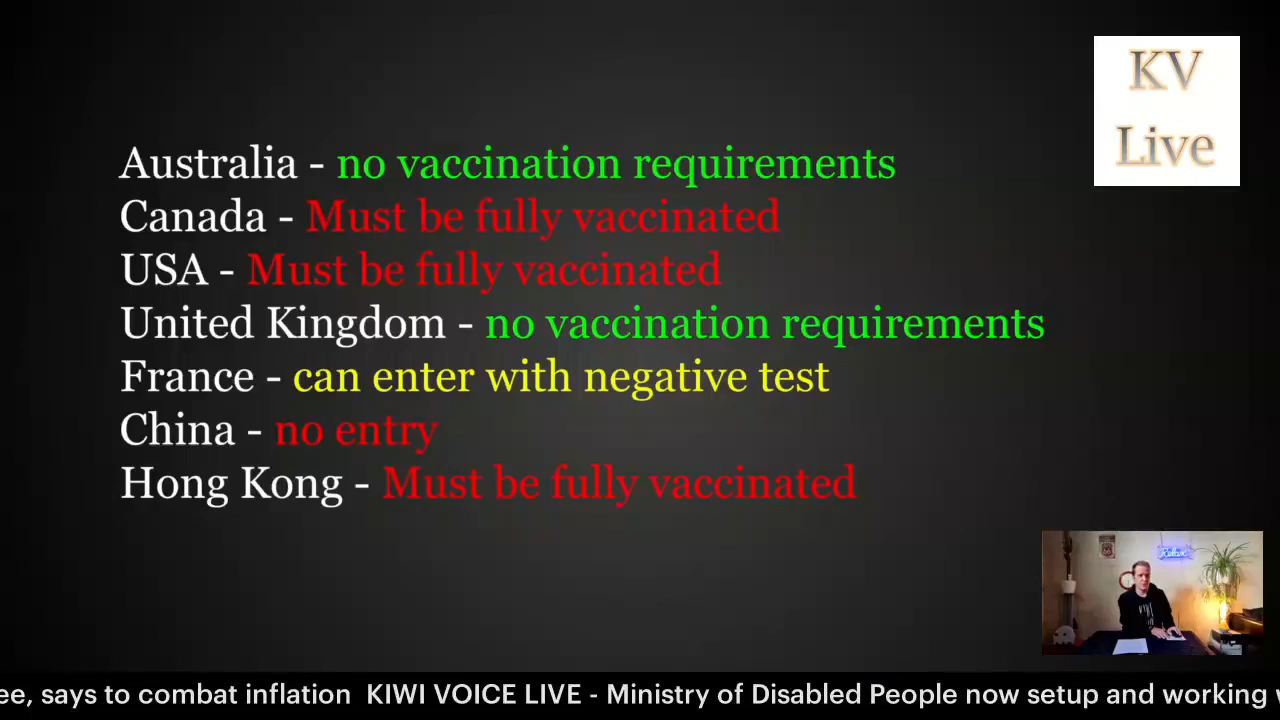 KV
Live
Australia - no vaccination requirements
Canada - Must be fully vaccinated
USA - Must be fully vaccinated
United Kingdom - no vaccination requirements
France - can enter with negative test
China - no entry
Hong Kong - Must be fully vaccinated
Relax
ee, says to combat inflation  KIWI VOICE LIVE - Ministry of Disabled People now setup and working